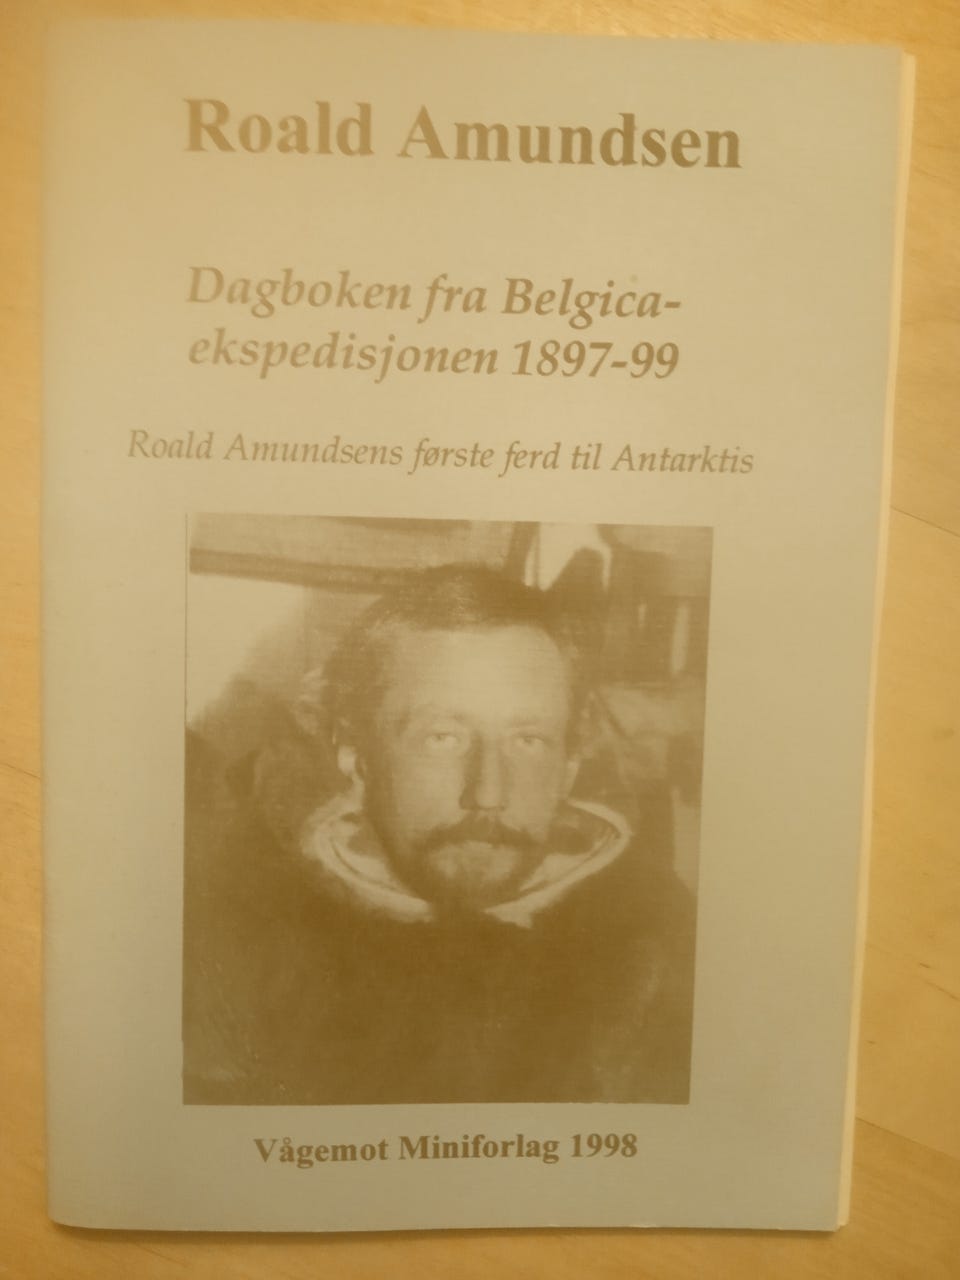 Roald Amundsen
Dagboken fra Belgica-
ekspedisjonen 1897-99
Roald Amundsens første ferd til Antarktis
Vågemot Miniforlag 1998